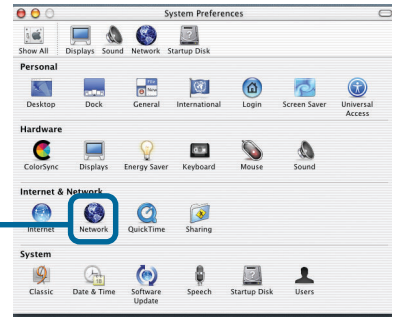 System Preferences
Show All Displays Sound Network Startup Disk
Personal
Desktop Dock General International Login Screen Saver Universal Access
Hardware
ColorSync Displays Energy Saver Keyboard Mouse Sound
Internet & Network
Internet Network QuickTime Sharing
System
Classic Date & Time Software Update Speech Startup Disk Users